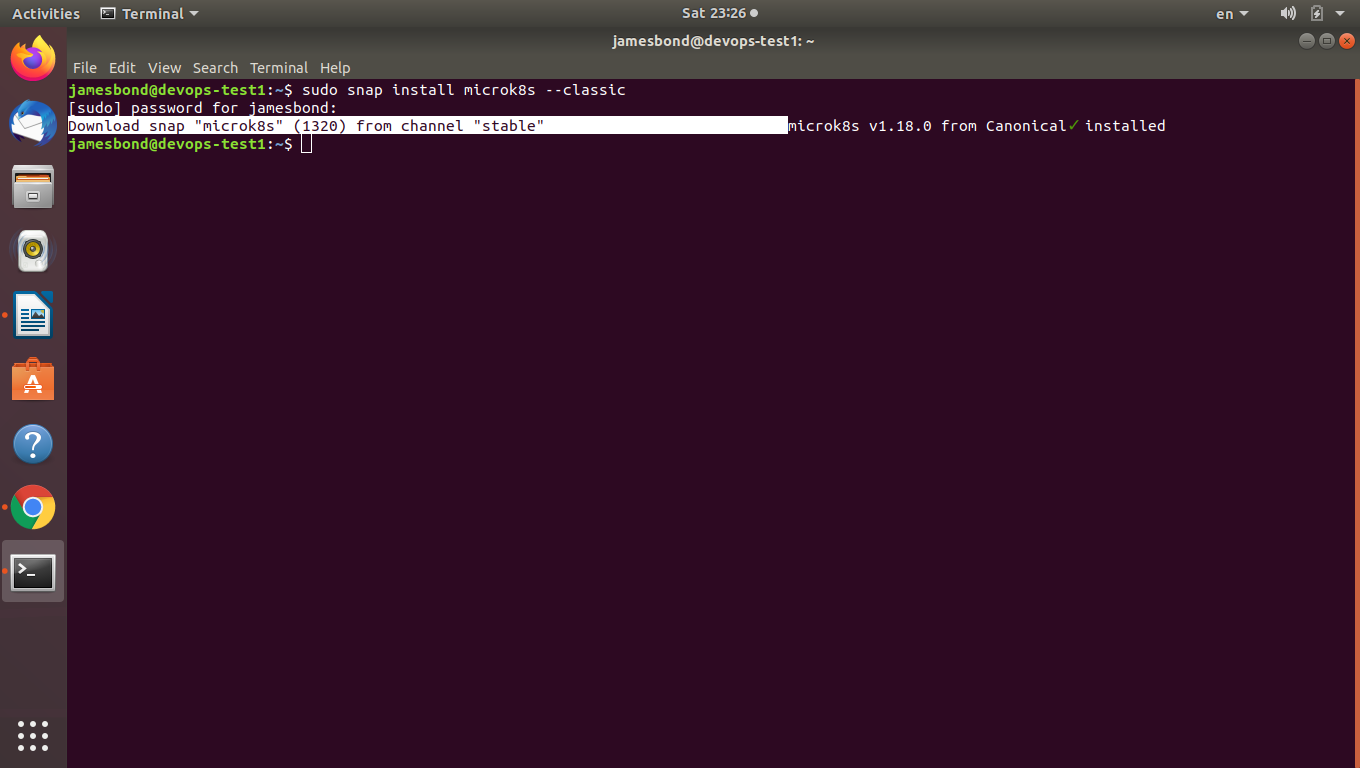 Activities Terminal Sat 23:26 en
jamesbond@devops-test1: ~
File Edit View Search Terminal Help
jamesbond@devops-test1:~$ sudo snap install microk8s --classic
[sudo] password for jamesbond:
Download snap "microk8s" (1320) from channel "stable" microk8s v1.18.0 from Canonical✓ installed
jamesbond@devops-test1:~$